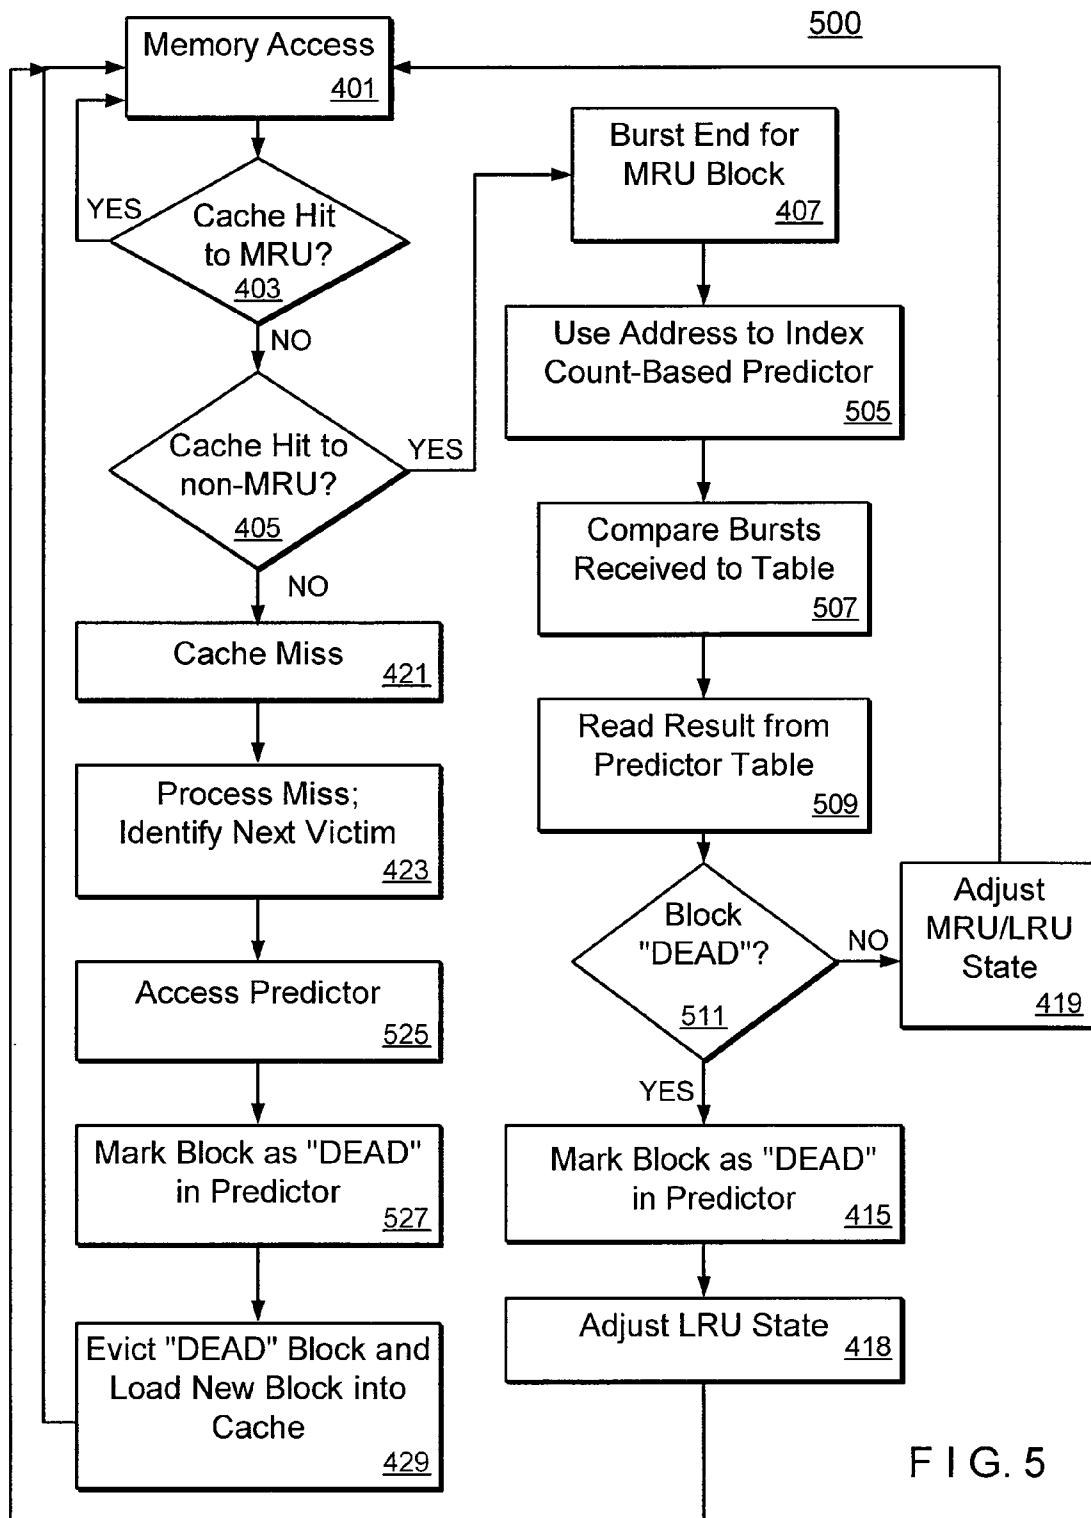 500
Memory Access
401
YES
Cache Hit
to MRU?
403
NO
Cache Hit to
non-MRU?
405
YES
NO
Cache Miss
421
Process Miss;
Identify Next Victim
423
Access Predictor
525
Mark Block as "DEAD"
in Predictor
527
Evict "DEAD" Block and
Load New Block into
Cache
429
Burst End for
MRU Block
407
Use Address to Index
Count-Based Predictor
505
Compare Bursts
Received to Table
507
Read Result from
Predictor Table
509
Block
"DEAD"?
511
NO
Adjust
MRU/LRU
State
419
YES
Mark Block as "DEAD"
in Predictor
415
Adjust LRU State
418
FIG. 5